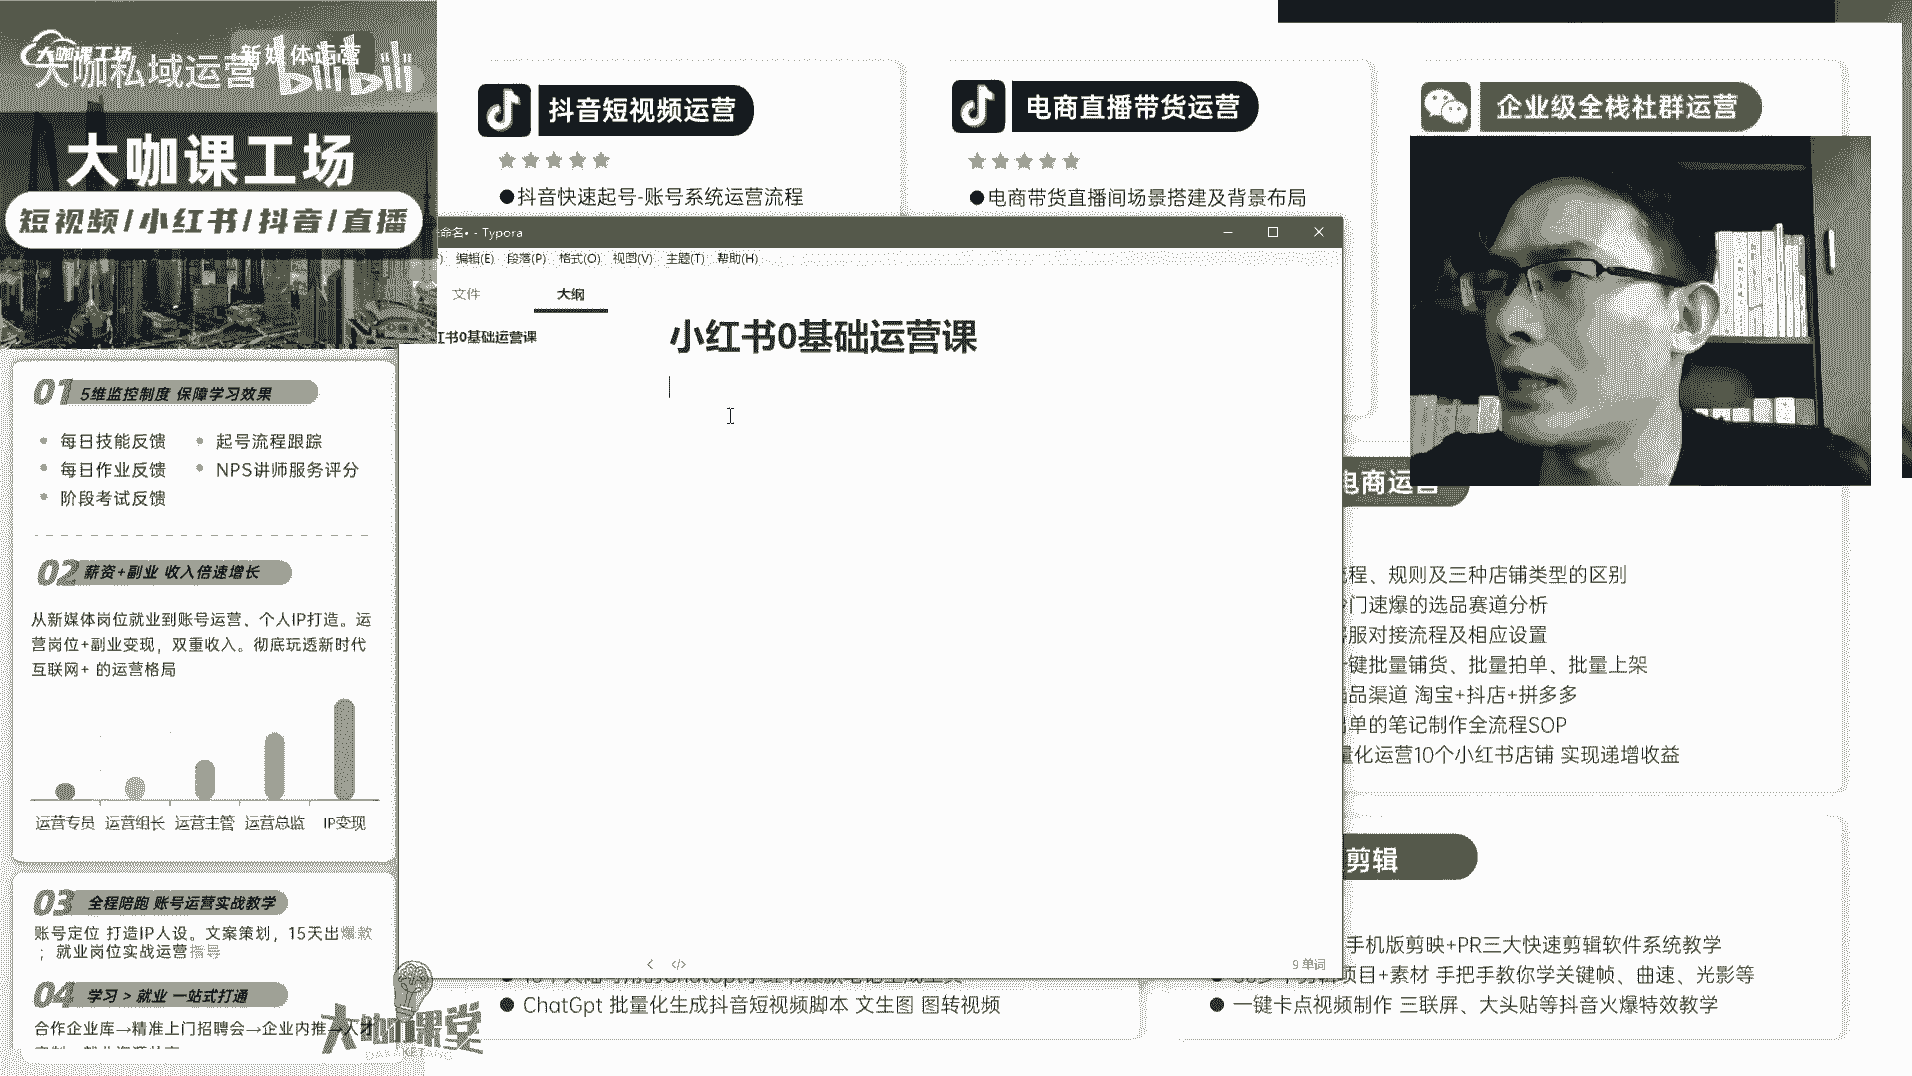 大咖课工场
新媒体运营
大咖私域运营
bilibili
大咖课工场
短视频/小红书/抖音/直播
01 5维监控制度 保障学习效果
每日技能反馈
起号流程跟踪
每日作业反馈
NPS讲师服务评分
阶段考试反馈
02 薪资+副业 收入倍速增长
从新媒体岗位就业到账号运营、个人IP打造。运
营岗位+副业变现，双重收入。彻底玩透新时代
互联网+ 的运营格局
运营专员 运营组长 运营主管 运营总监 IP变现
03 全程陪跑 账号运营实战教学
账号定位 打造IP人设。文案策划，15天出爆款
；就业岗位实战运营指导
04 学习 > 就业 一站式打通
合作企业库→精准上门招聘会→企业内推→人才
大咖课堂
DAKAKETANG
抖音短视频运营
●抖音快速起号-账号系统运营流程
电商直播带货运营
●电商带货直播间场景搭建及背景布局
企业级全栈社群运营
命名• - Typora
编辑(E) 段落(P) 格式(O) 视图(V) 主题(T) 帮助(H)
文件
大纲
红书0基础运营课
小红书0基础运营课
9 单词
电商运营
流程、规则及三种店铺类型的区别
冷门速爆的选品赛道分析
客服对接流程及相应设置
一键批量铺货、批量拍单、批量上架
选品渠道 淘宝+抖店+拼多多
出单的笔记制作全流程SOP
量化运营10个小红书店铺 实现递增收益
● ChatGpt 批量化生成抖音短视频脚本 文生图 图转视频
剪辑
手机版剪映+PR三大快速剪辑软件系统教学
项目+素材 手把手教你学关键帧、曲速、光影等
● 一键卡点视频制作 三联屏、大头贴等抖音火爆特效教学